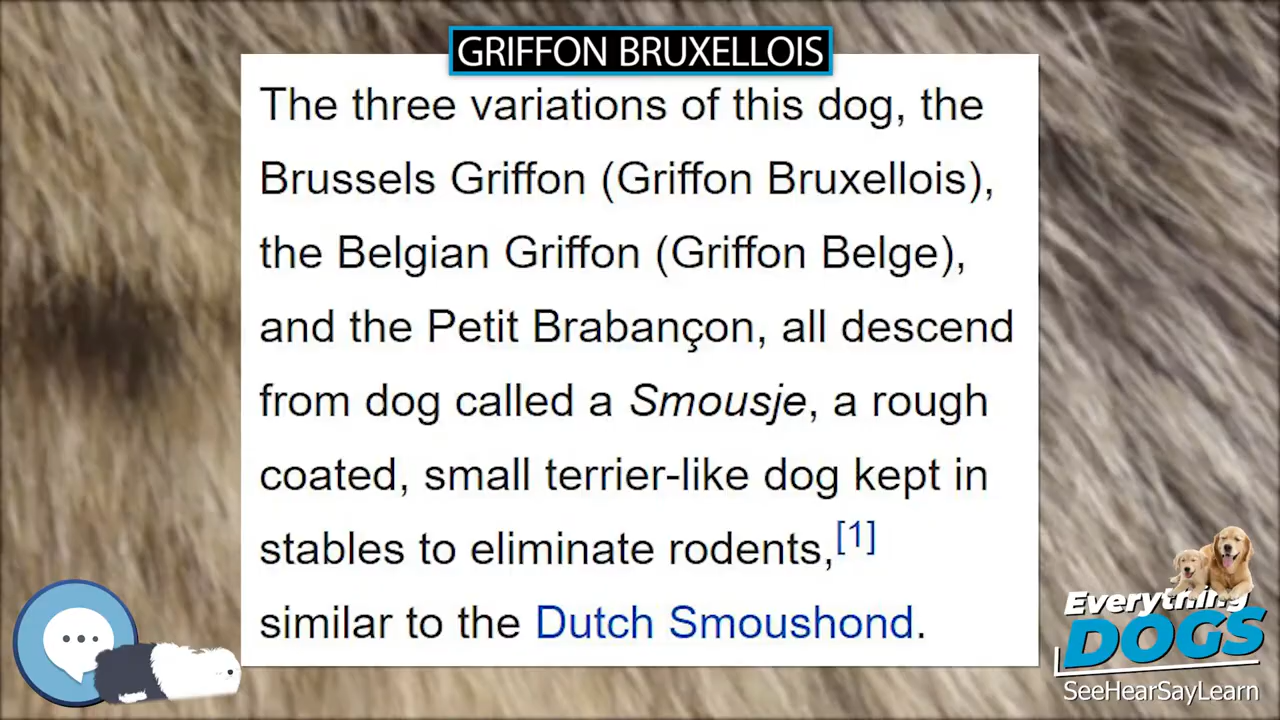 GRIFFON BRUXELLOIS
The three variations of this dog, the
Brussels Griffon (Griffon Bruxellois),
the Belgian Griffon (Griffon Belge),
and the Petit Brabançon, all descend
from dog called a Smousje, a rough
coated, small terrier-like dog kept in
stables to eliminate rodents,[1]
similar to the Dutch Smoushond.
Everything
DOGS
SeeHearSayLearn